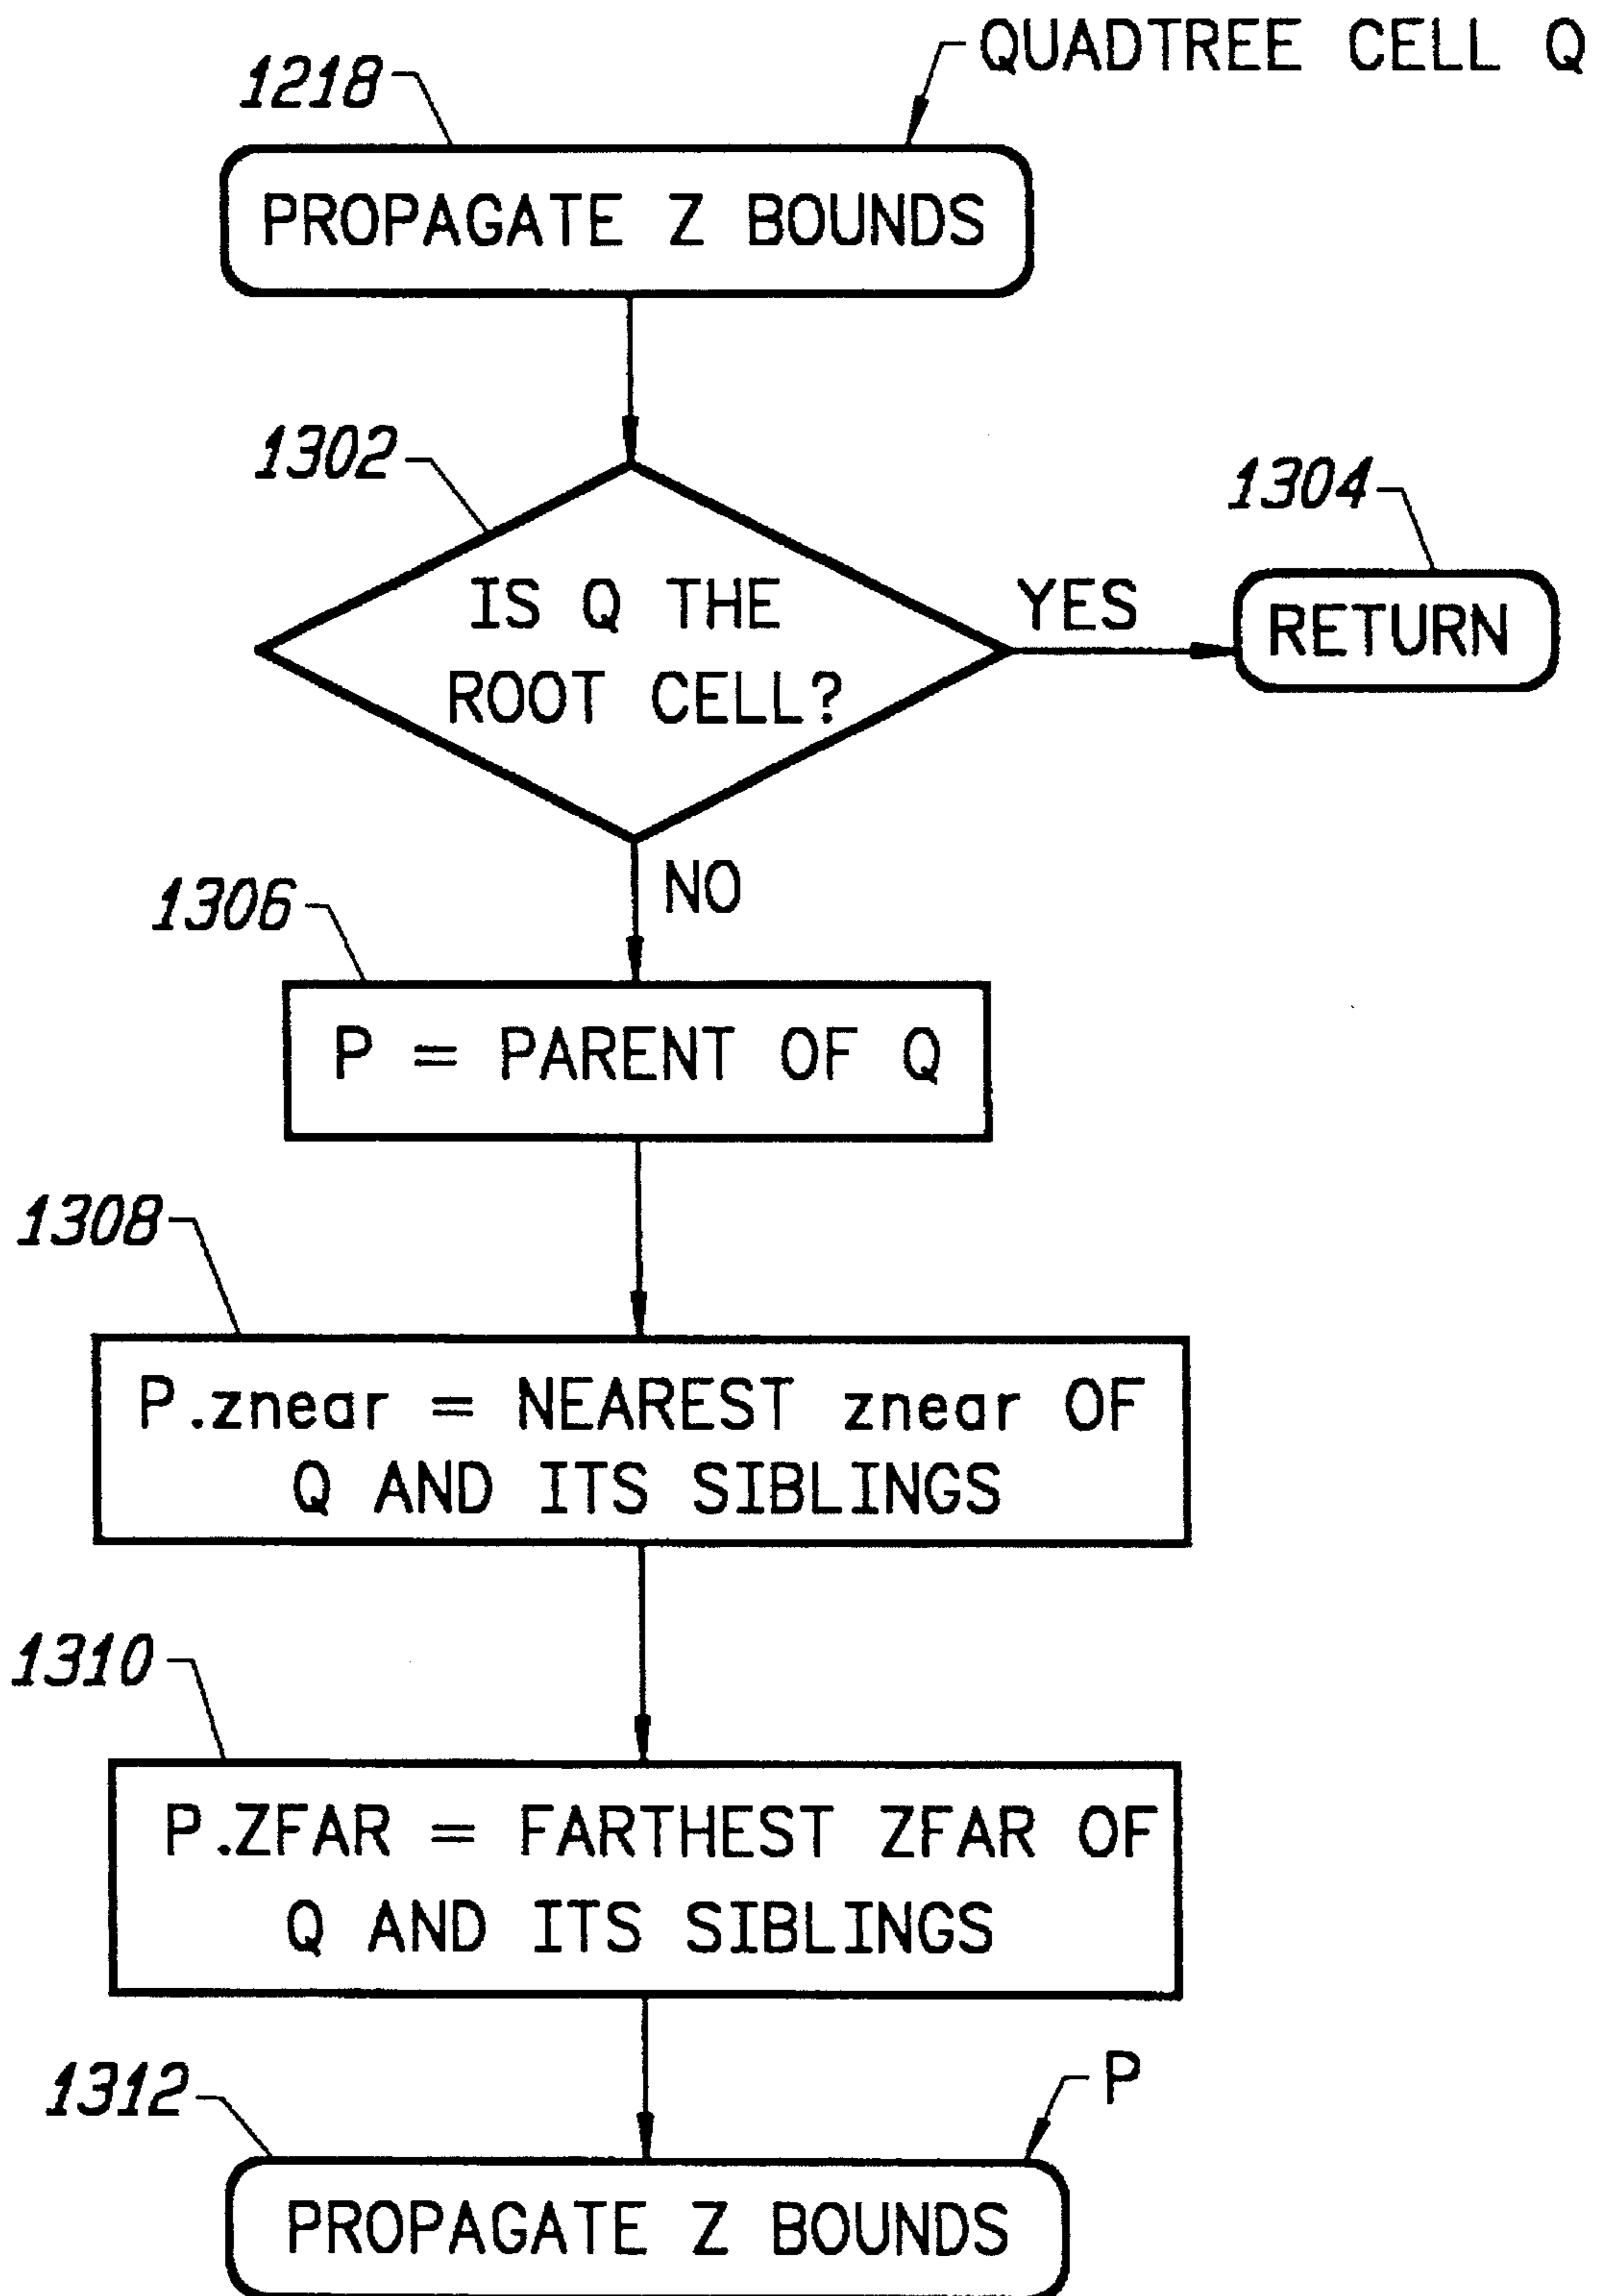 QUADTREE CELL Q
1218
PROPAGATE Z BOUNDS
1302
IS Q THE
ROOT CELL?
YES
1304
RETURN
NO
1306
P = PARENT OF Q
1308
P.znear = NEAREST znear OF
Q AND ITS SIBLINGS
1310
P.ZFAR = FARTHEST ZFAR OF
Q AND ITS SIBLINGS
1312
P
PROPAGATE Z BOUNDS